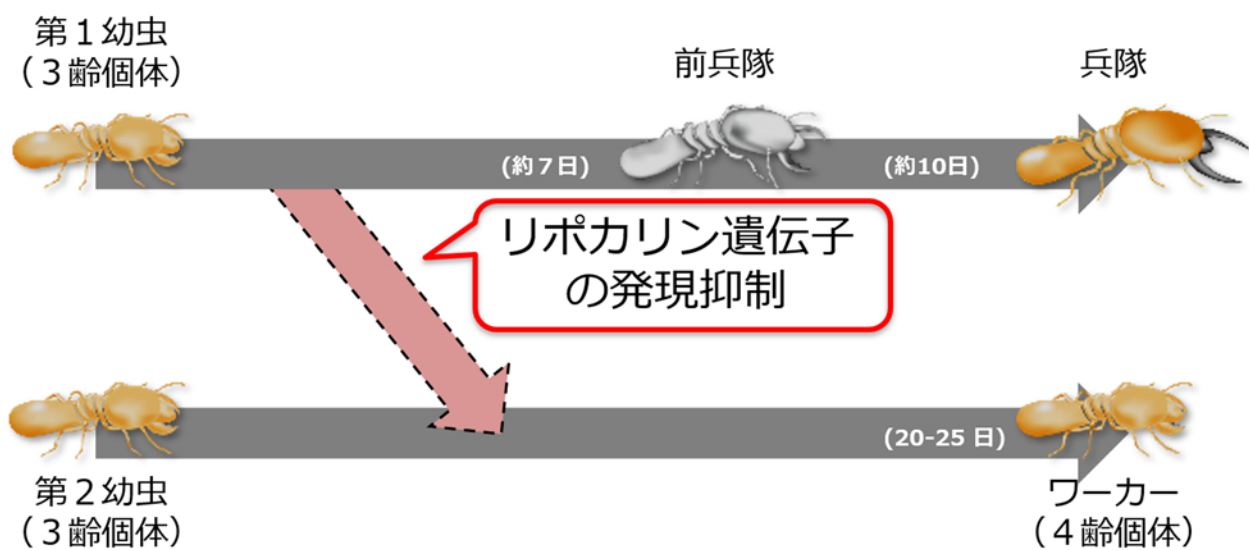 第１幼虫
（３齢個体）
前兵隊
兵隊
(約７日)
(約10日)
リポカリン遺伝子
の発現抑制
(20-25 日)
第２幼虫
（３齢個体）
ワーカー
（４齢個体）